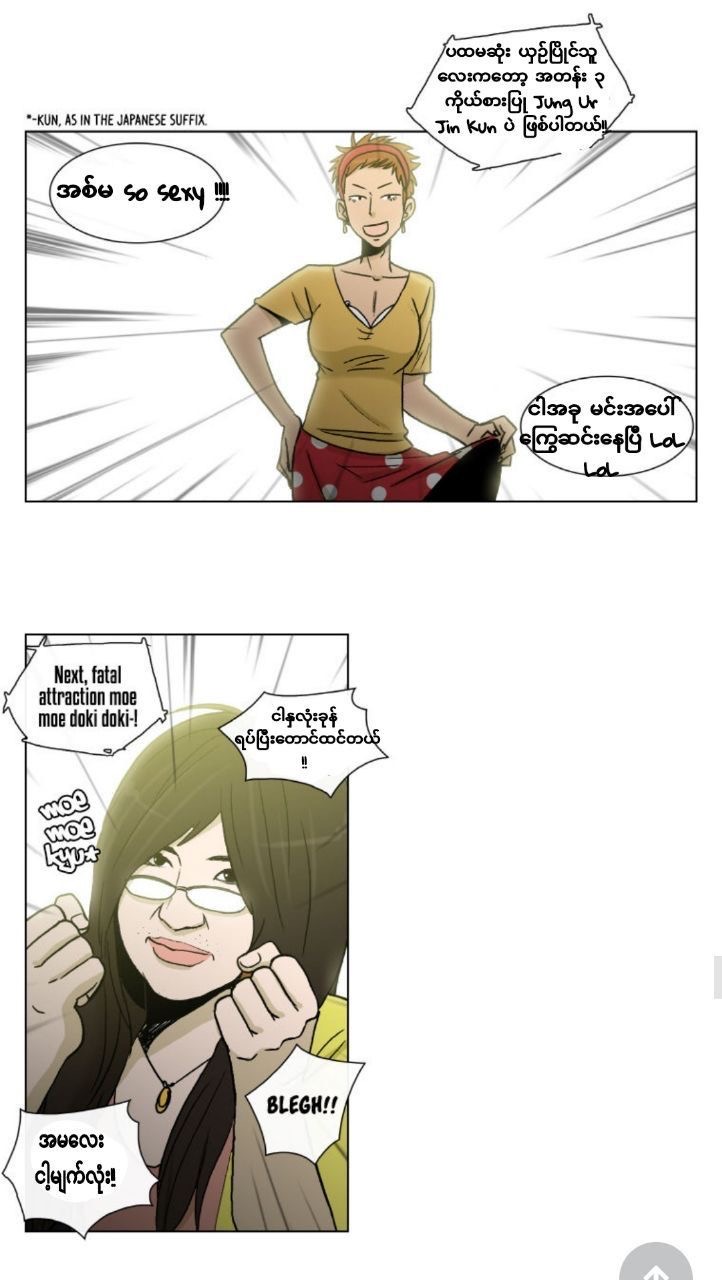 ပထမဆုံး ယှဉ်ပြိုင်သူ
လေးကတော့ အတန်း ၃
ကိုယ်စားပြု Jung Ur
Jin Kun ပဲ ဖြစ်ပါတယ်!!
*-KUN, AS IN THE JAPANESE SUFFIX.
အစ်မ so sexy !!!!
ငါအခု မင်းအပေါ်
ကြွေဆင်းနေပြီ LoL
LoL
Next, fatal
attraction moe
moe doki doki-!
ငါနှလုံးခုန်
ရပ်ပြီးတောင်ထင်တယ်
!!
moe
moe
kyu*
BLEGH!!
အမလေး
ငါ့မျက်လုံး!!